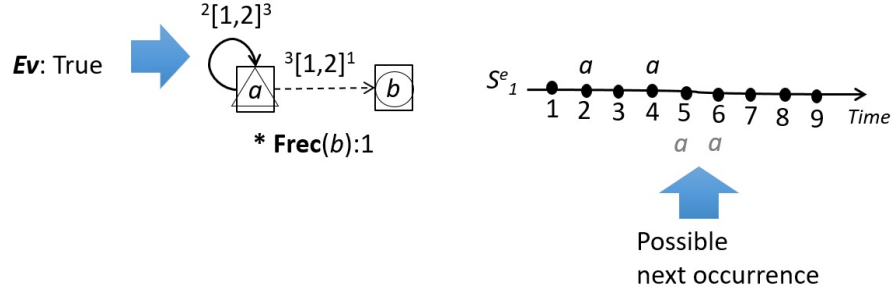 ²[1,2]³
Ev: True
³[1,2]¹
a
b
* Frec(b):1
a a
Sᵉ₁
1 2 3 4 5 6 7 8 9 Time
a a
Possible
next occurrence